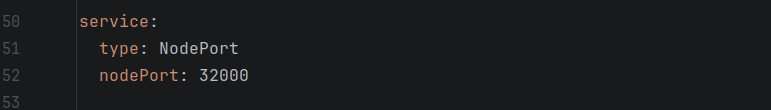 50 service:
51   type: NodePort
52   nodePort: 32000
53